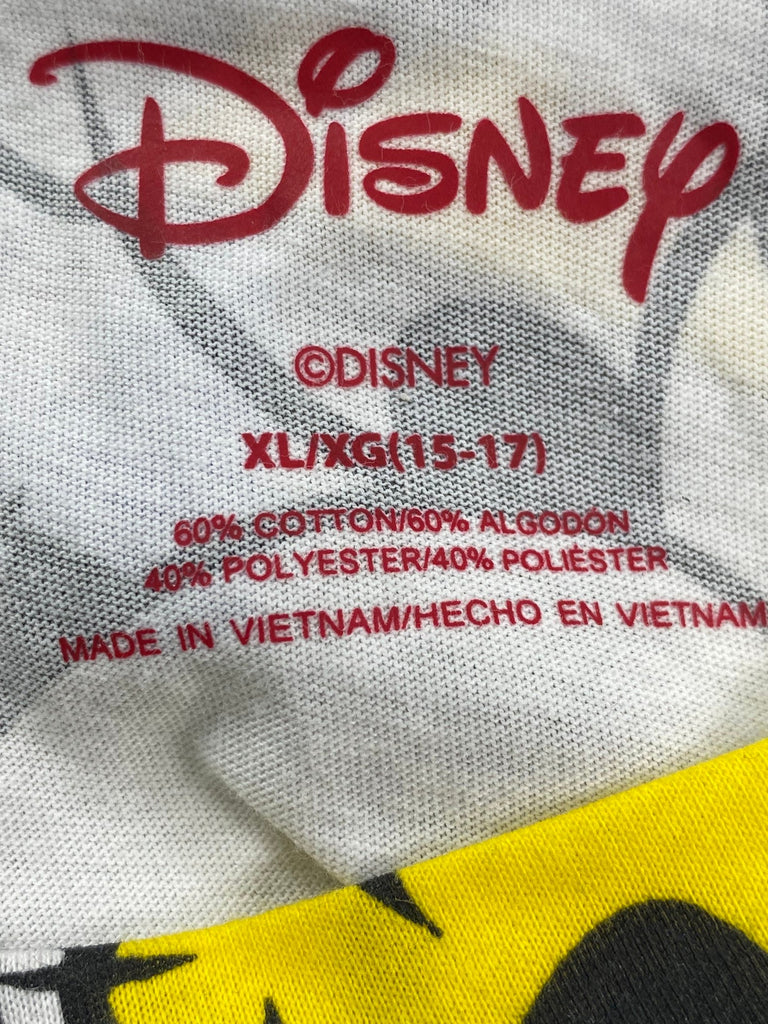 DISNEY
©DISNEY
XL/XG(15-17)
60% COTTON/60% ALGODÓN
40% POLYESTER/40% POLIÉSTER
MADE IN VIETNAM/HECHO EN VIETNAM